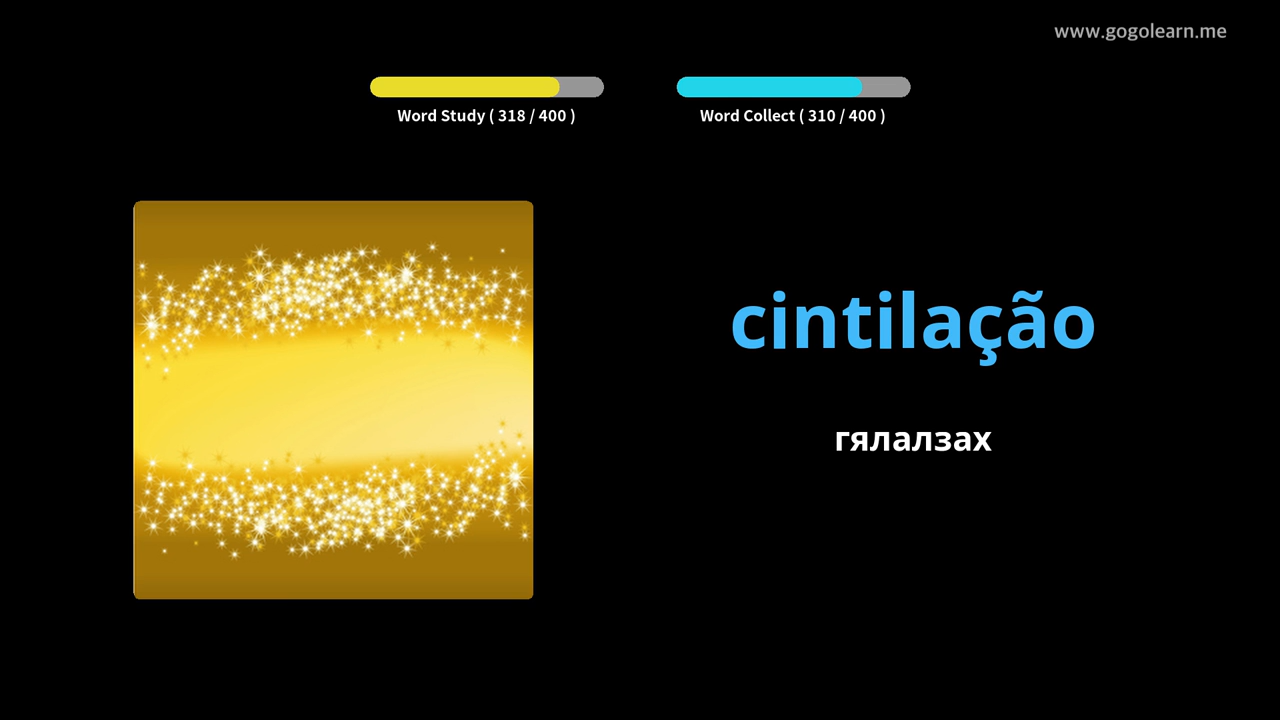 www.gogolearn.me
Word Study ( 318 / 400 )
Word Collect ( 310 / 400 )
cintilação
гялалзах